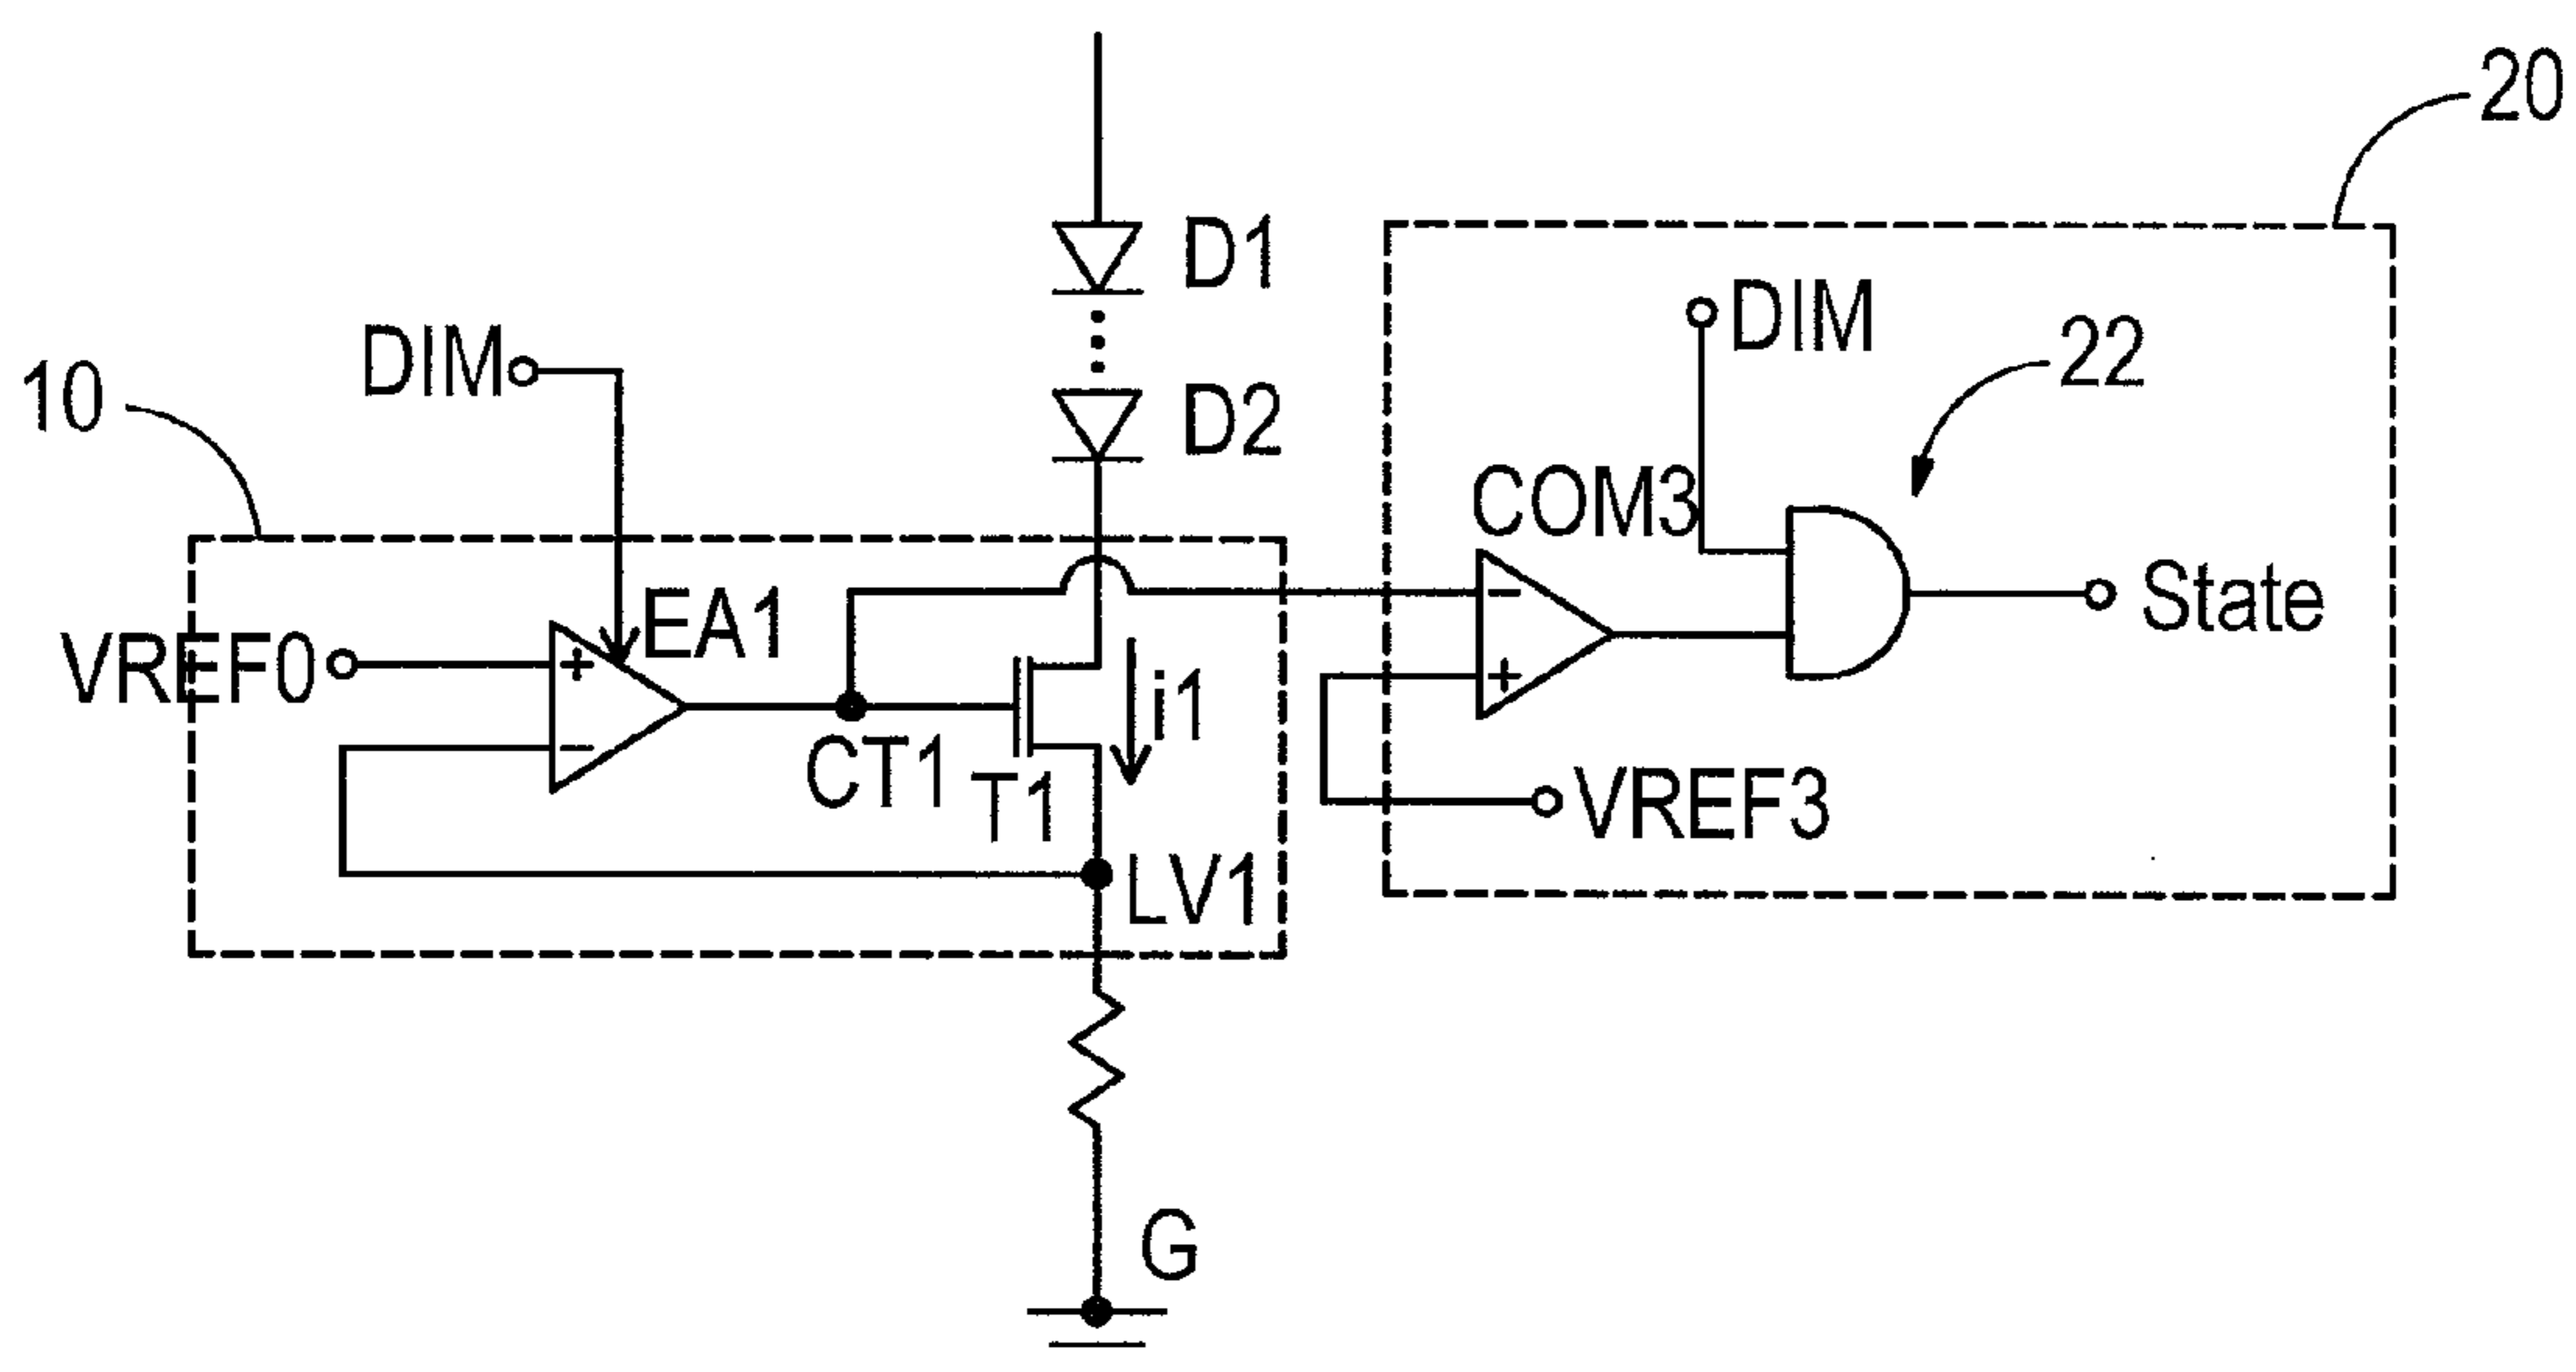 20
D1
DIM
DIM
22
10
D2
COM3
EA1
State
VREF0
+
−
+
−
i1
CT1
T1
VREF3
LV1
G